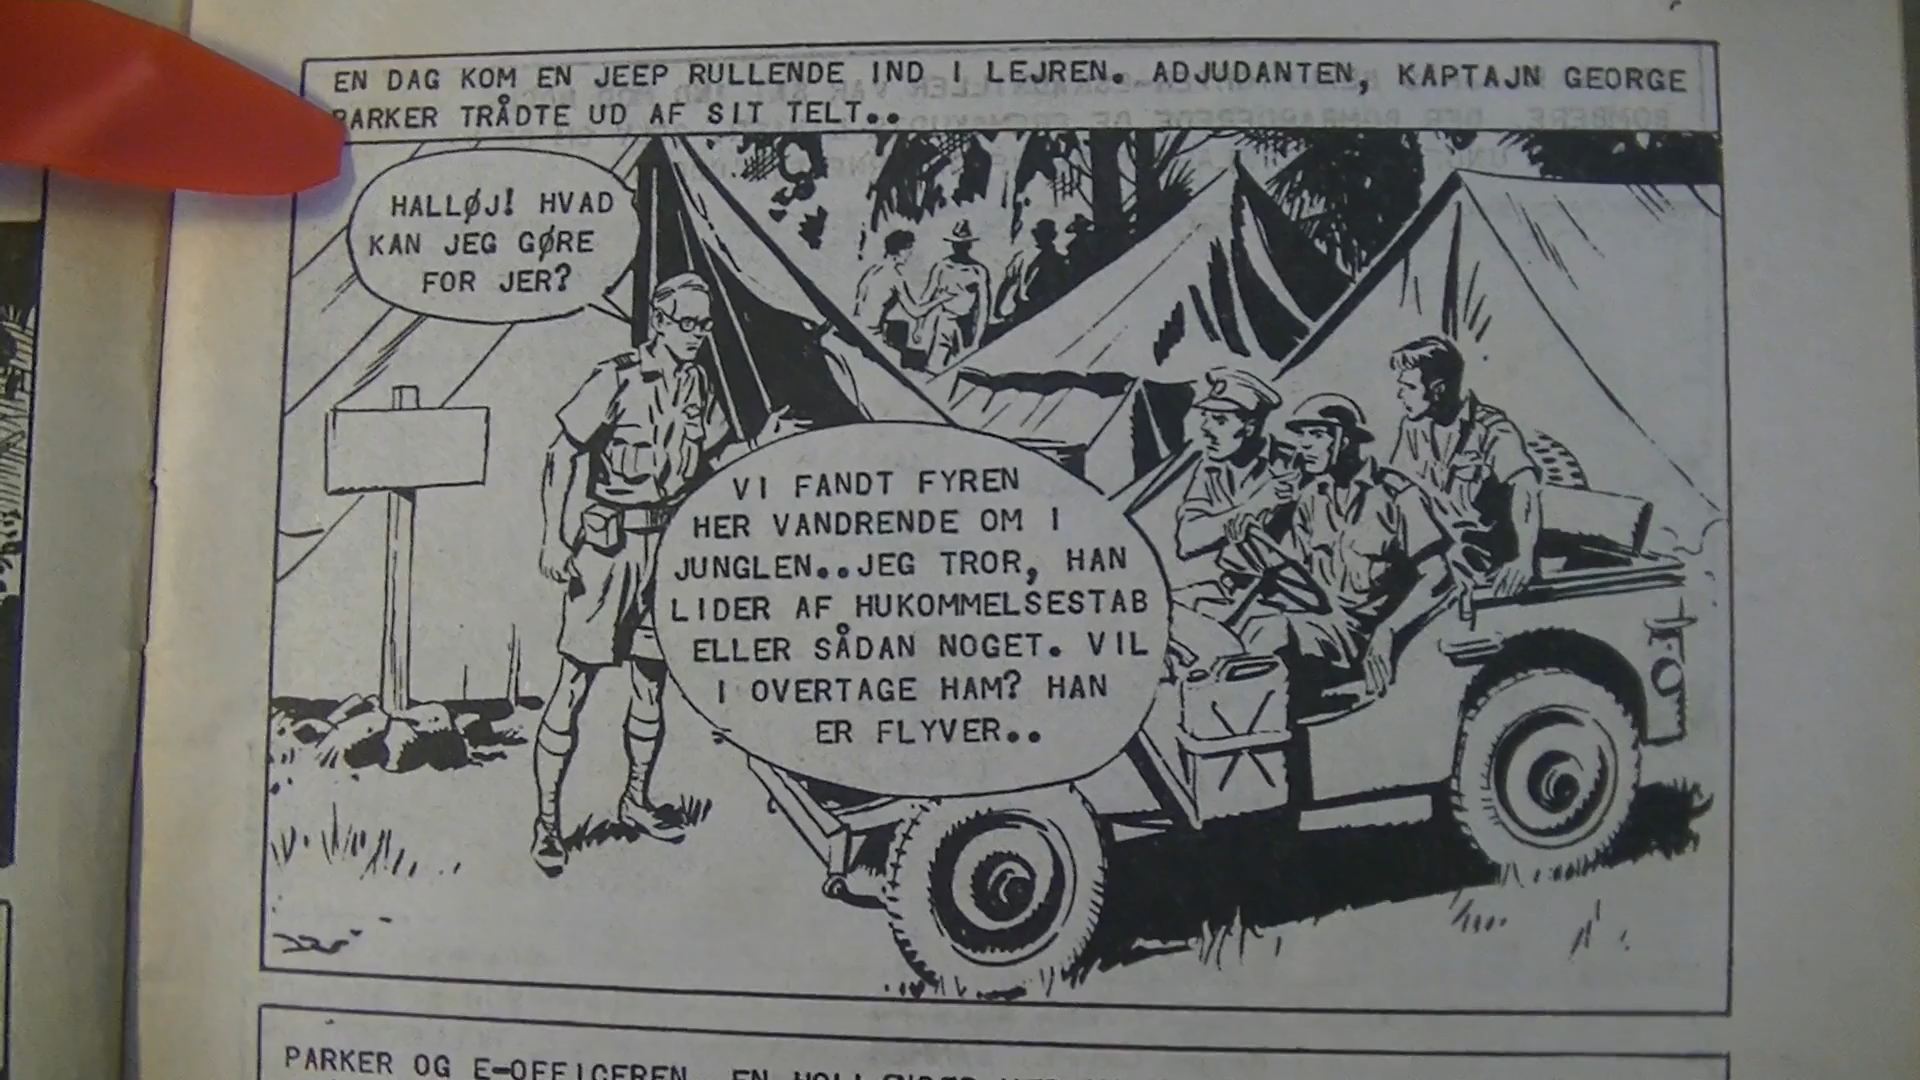 EN DAG KOM EN JEEP RULLENDE IND I LEJREN. ADJUDANTEN, KAPTAJN GEORGE
PARKER TRÅDTE UD AF SIT TELT..
HALLØJ! HVAD
KAN JEG GØRE
FOR JER?
VI FANDT FYREN
HER VANDRENDE OM I
JUNGLEN..JEG TROR, HAN
LIDER AF HUKOMMELSESTAB
ELLER SÅDAN NOGET. VIL
I OVERTAGE HAM? HAN
ER FLYVER..
PARKER OG E-OFFICEREN, EN